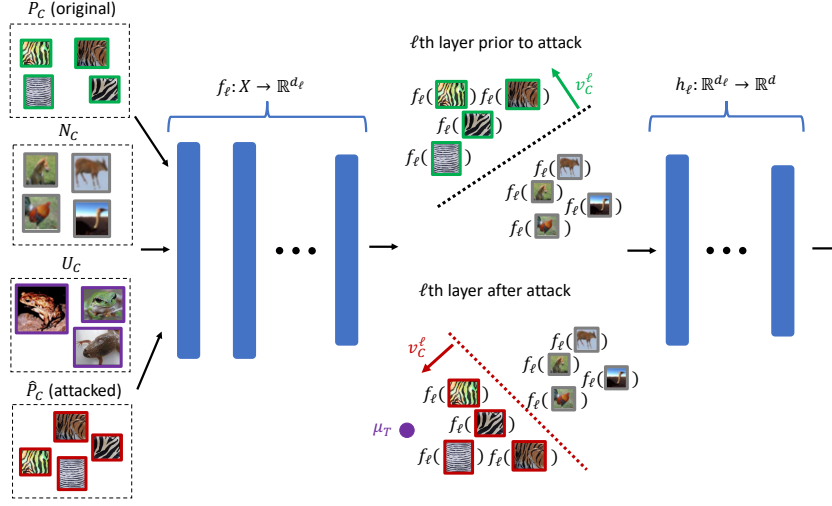 P_C (original)
N_C
U_C
P̂_C (attacked)
f_ℓ: X → ℝ^{d_ℓ}
• • •
ℓth layer prior to attack
v_C^ℓ
f_ℓ( ) f_ℓ( )
f_ℓ( )
f_ℓ( )
f_ℓ( )
f_ℓ( )
f_ℓ( )
f_ℓ( )
ℓth layer after attack
v_C^ℓ
f_ℓ( )
f_ℓ( )
f_ℓ( )
f_ℓ( )
f_ℓ( )
μ_T
f_ℓ( )
f_ℓ( ) f_ℓ( )
h_ℓ: ℝ^{d_ℓ} → ℝ^d
• • •